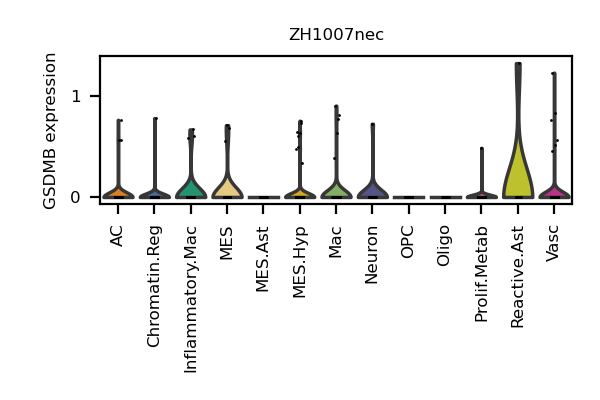 ZH1007nec
GSDMB expression
1
0
AC
Chromatin.Reg
Inflammatory.Mac
MES
MES.Ast
MES.Hyp
Mac
Neuron
OPC
Oligo
Prolif.Metab
Reactive.Ast
Vasc